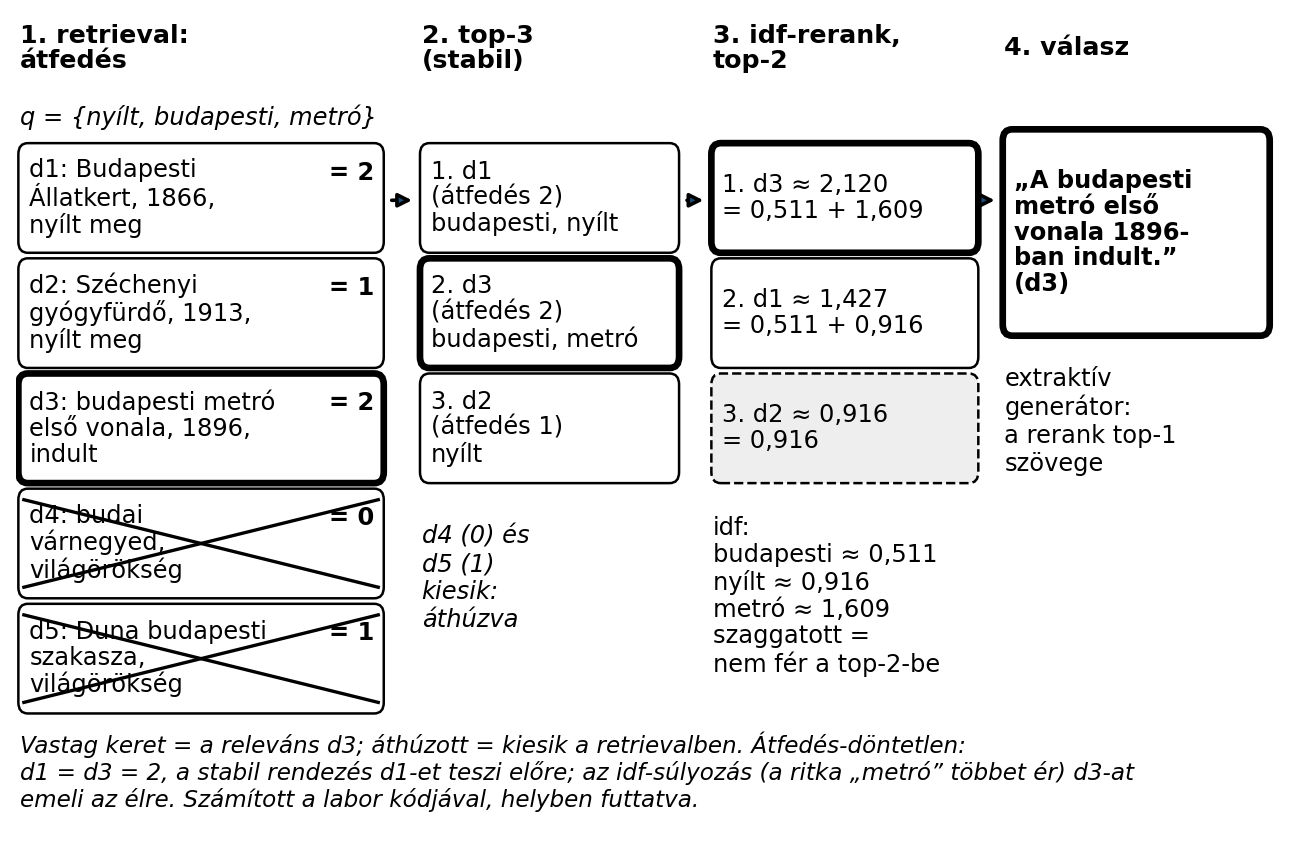 1. retrieval:
átfedés
q = {nyílt, budapesti, metró}
d1: Budapesti = 2
Állatkert, 1866,
nyílt meg
d2: Széchenyi = 1
gyógyfürdő, 1913,
nyílt meg
d3: budapesti metró = 2
első vonala, 1896,
indult
d4: budai = 0
várnegyed,
világörökség
d5: Duna budapesti = 1
szakasza,
világörökség
2. top-3
(stabil)
1. d1
(átfedés 2)
budapesti, nyílt
2. d3
(átfedés 2)
budapesti, metró
3. d2
(átfedés 1)
nyílt
d4 (0) és
d5 (1)
kiesik:
áthúzva
3. idf-rerank,
top-2
1. d3 ≈ 2,120
= 0,511 + 1,609
2. d1 ≈ 1,427
= 0,511 + 0,916
3. d2 ≈ 0,916
= 0,916
idf:
budapesti ≈ 0,511
nyílt ≈ 0,916
metró ≈ 1,609
szaggatott =
nem fér a top-2-be
4. válasz
„A budapesti
metró első
vonala 1896-
ban indult.”
(d3)
extraktív
generátor:
a rerank top-1
szövege
Vastag keret = a releváns d3; áthúzott = kiesik a retrievalben. Átfedés-döntetlen:
d1 = d3 = 2, a stabil rendezés d1-et teszi előre; az idf-súlyozás (a ritka „metró” többet ér) d3-at
emeli az élre. Számított a labor kódjával, helyben futtatva.